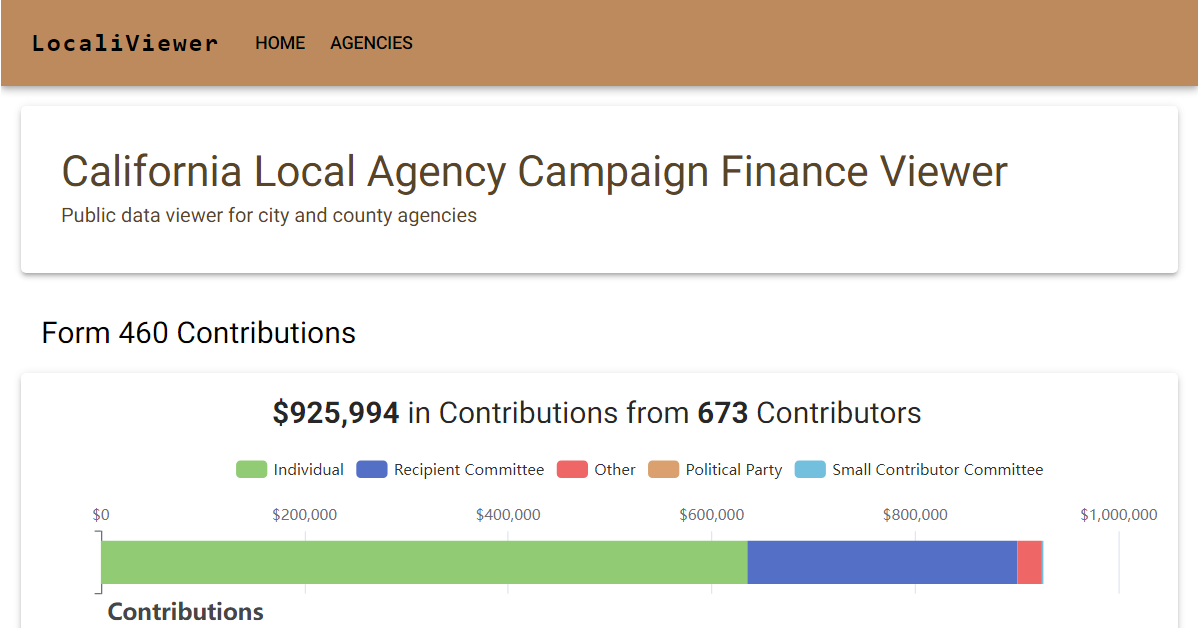 LocaliViewer HOME AGENCIES
California Local Agency Campaign Finance Viewer
Public data viewer for city and county agencies
Form 460 Contributions
$925,994 in Contributions from 673 Contributors
Individual Recipient Committee Other Political Party Small Contributor Committee
$0 $200,000 $400,000 $600,000 $800,000 $1,000,000
Contributions